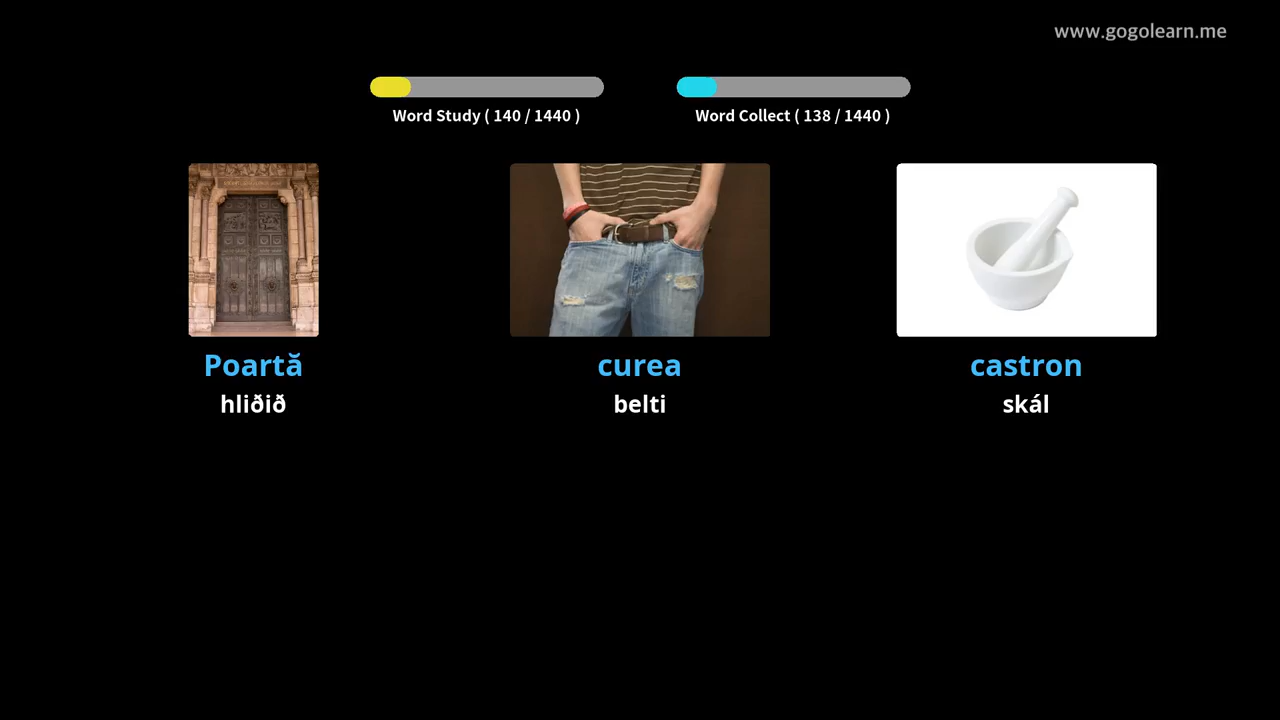 www.gogolearn.me
Word Study ( 140 / 1440 )
Word Collect ( 138 / 1440 )
Poartă
hliðið
curea
belti
castron
skál